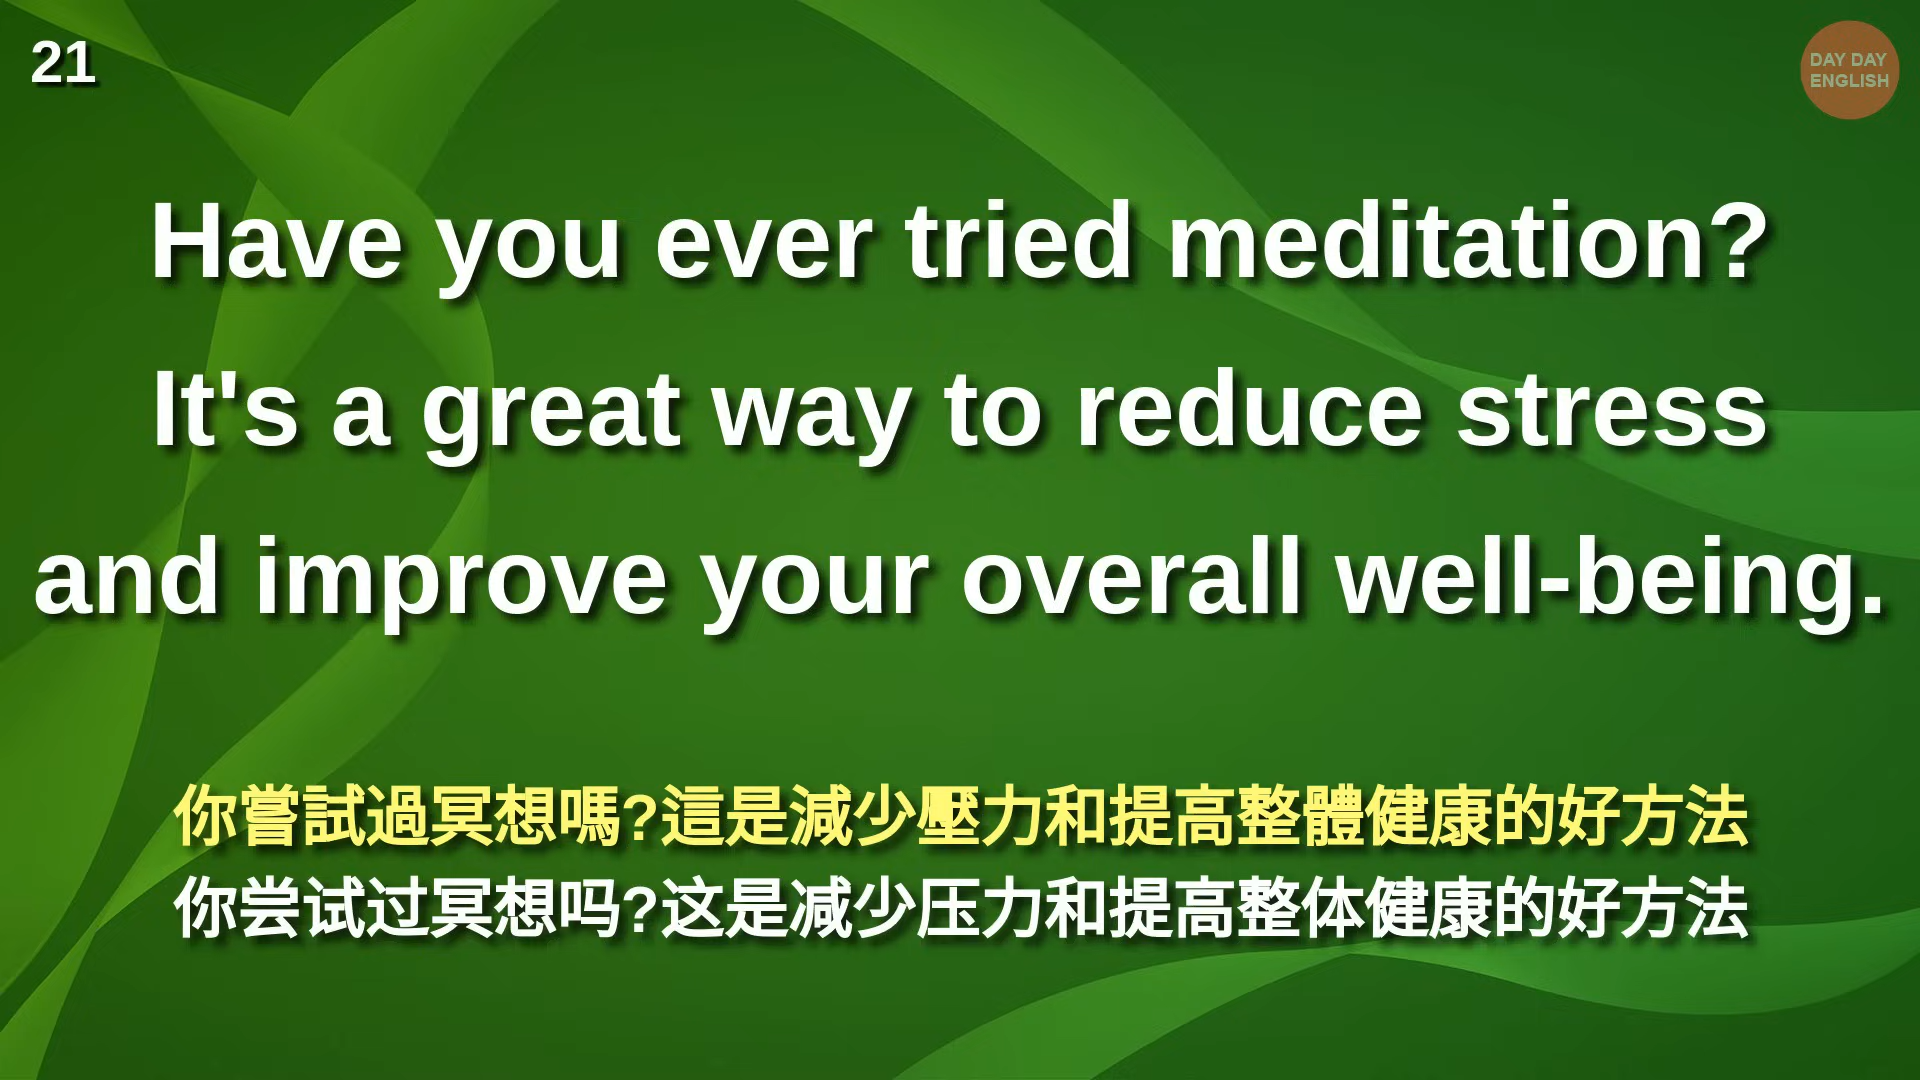 21
DAY DAY
ENGLISH
Have you ever tried meditation?
It's a great way to reduce stress
and improve your overall well-being.
你嘗試過冥想嗎?這是減少壓力和提高整體健康的好方法
你尝试过冥想吗?这是减少压力和提高整体健康的好方法